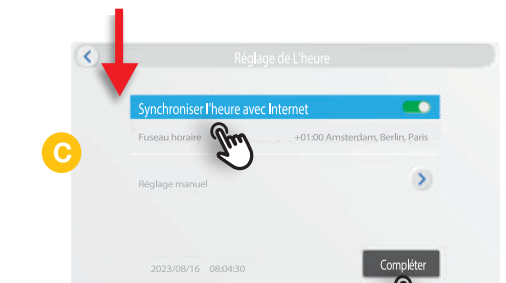 Réglage de L'heure
Synchroniser l'heure avec Internet
Fuseau horaire +01:00 Amsterdam, Berlin, Paris
C
Réglage manuel
2023/08/16 08:04:30 Compléter